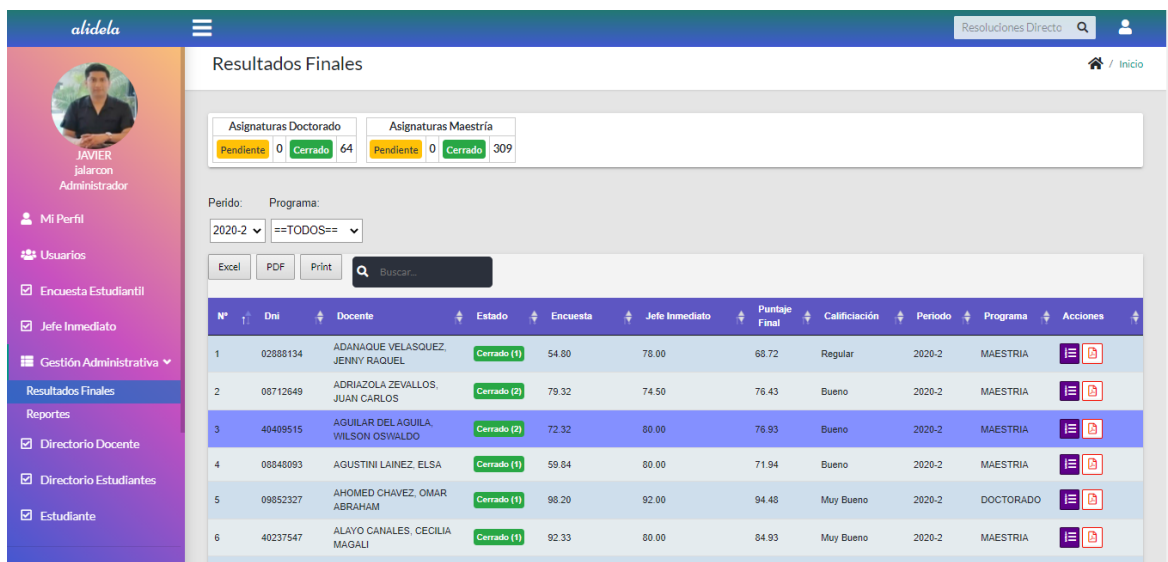 alidela
Resoluciones Directo
JAVIER
jalarcon
Administrador
Mi Perfil
Usuarios
Encuesta Estudiantil
Jefe Inmediato
Gestión Administrativa
Resultados Finales
Reportes
Directorio Docente
Directorio Estudiantes
Estudiante
Resultados Finales
/ Inicio
Asignaturas Doctorado Asignaturas Maestría
Pendiente 0 Cerrado 64 Pendiente 0 Cerrado 309
Perido: Programa:
2020-2 ==TODOS==
Excel PDF Print Buscar...
N° Dni Docente Estado Encuesta Jefe Inmediato Puntaje Final Calificiación Periodo Programa Acciones
1 02888134 ADANAQUE VELASQUEZ, JENNY RAQUEL Cerrado (1) 54.80 78.00 68.72 Regular 2020-2 MAESTRIA
2 08712649 ADRIAZOLA ZEVALLOS, JUAN CARLOS Cerrado (2) 79.32 74.50 76.43 Bueno 2020-2 MAESTRIA
3 40409515 AGUILAR DEL AGUILA, WILSON OSWALDO Cerrado (2) 72.32 80.00 76.93 Bueno 2020-2 MAESTRIA
4 08848093 AGUSTINI LAINEZ, ELSA Cerrado (1) 59.84 80.00 71.94 Bueno 2020-2 MAESTRIA
5 09852327 AHOMED CHAVEZ, OMAR ABRAHAM Cerrado (1) 98.20 92.00 94.48 Muy Bueno 2020-2 DOCTORADO
6 40237547 ALAYO CANALES, CECILIA MAGALI Cerrado (1) 92.33 80.00 84.93 Muy Bueno 2020-2 MAESTRIA